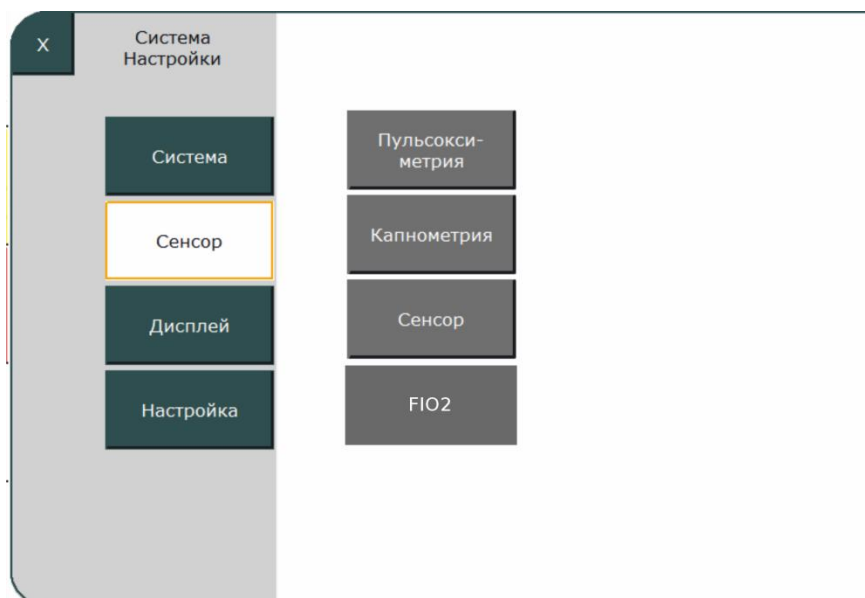 X
Система
Настройки
Система
Сенсор
Дисплей
Настройка
Пульсокси-
метрия
Капнометрия
Сенсор
FIO2